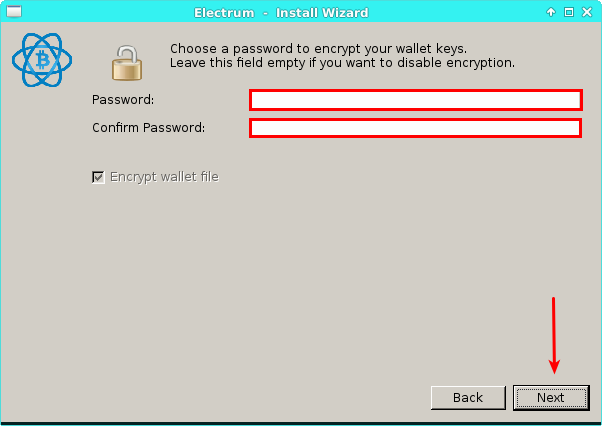 Electrum - Install Wizard
Choose a password to encrypt your wallet keys.
Leave this field empty if you want to disable encryption.
Password:
Confirm Password:
Encrypt wallet file
Back
Next